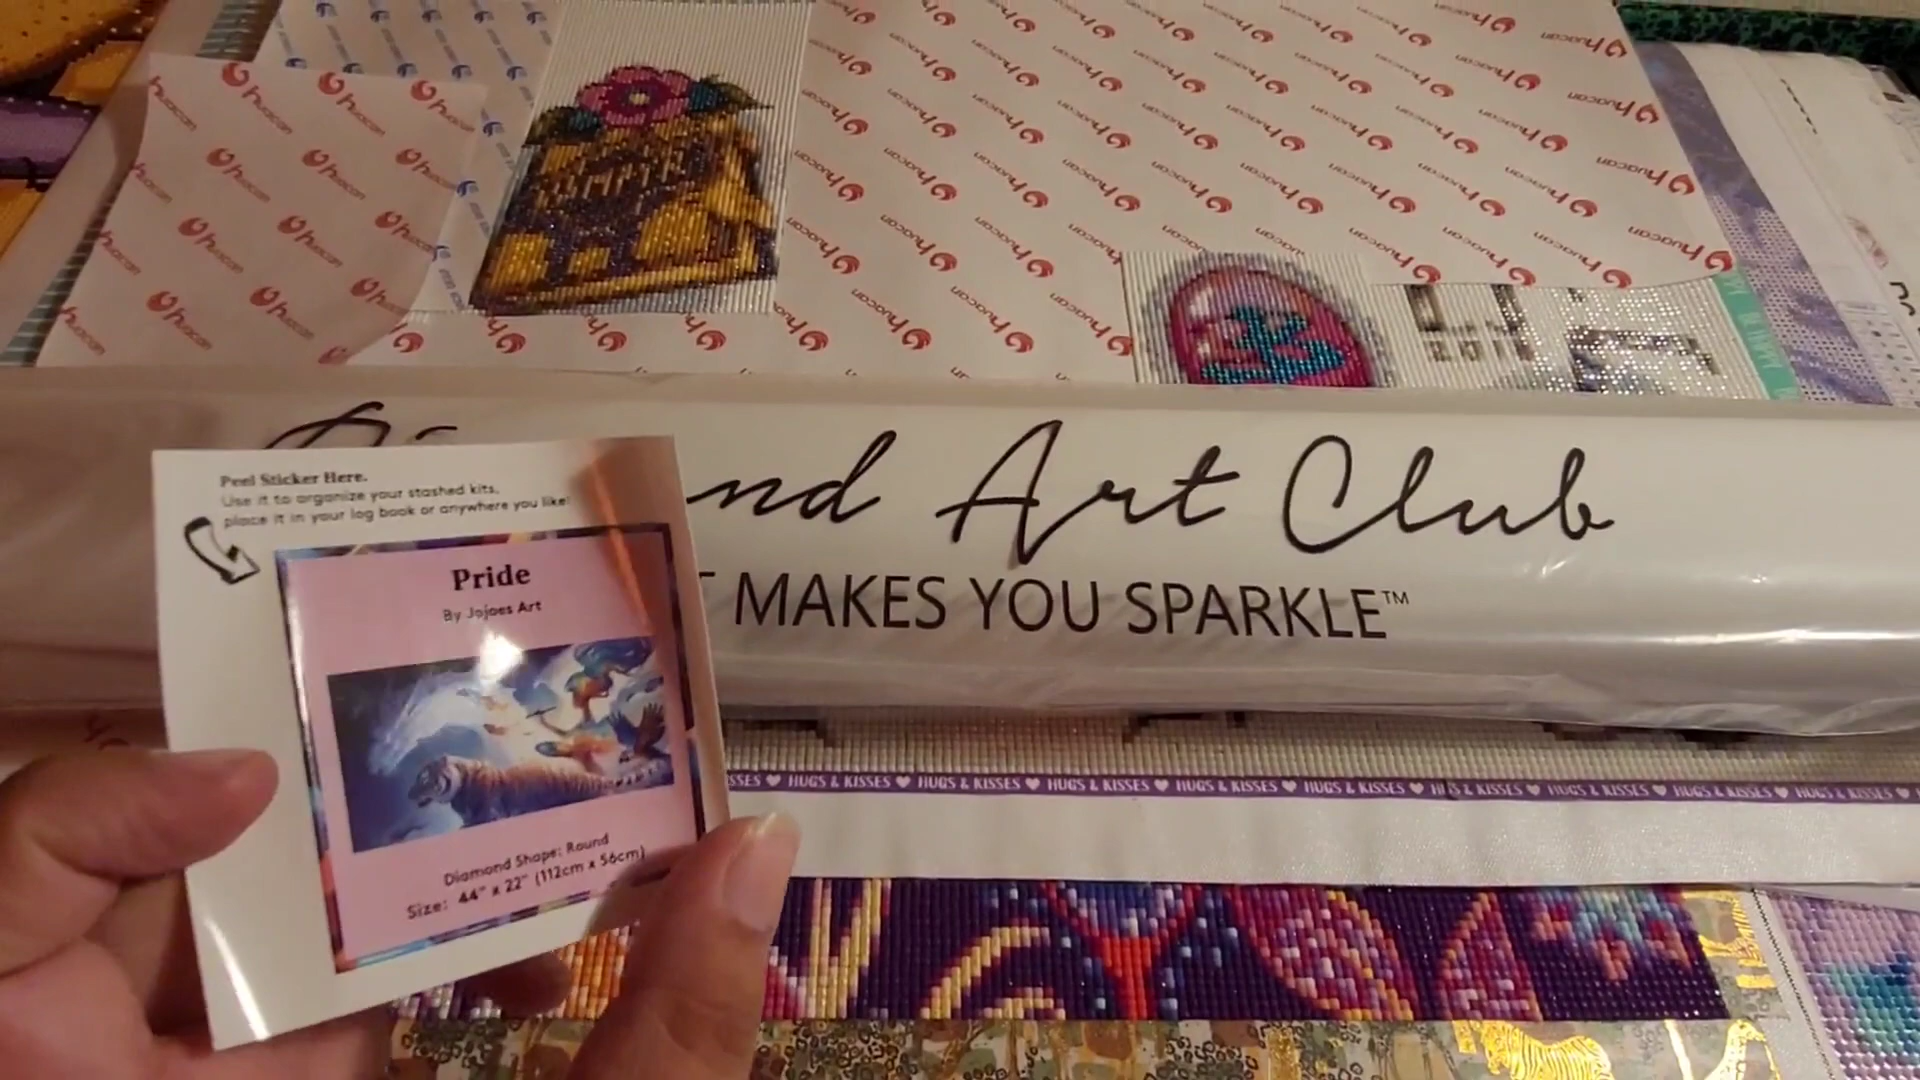 huacan
Peel Sticker Here.
Use it to organize your stashed kits,
place it in your log book or anywhere you like!
Pride
By Jojoes Art
Diamond Shape: Round
Size: 44" x 22" (112cm x 56cm)
nd Art Club
MAKES YOU SPARKLE™
HUGS & KISSES ♥ HUGS & KISSES ♥ HUGS & KISSES ♥ HUGS & KISSES ♥ HUGS & KISSES ♥ HUGS & KISSES ♥ HUGS & KISSES ♥ HUGS & KISSES ♥